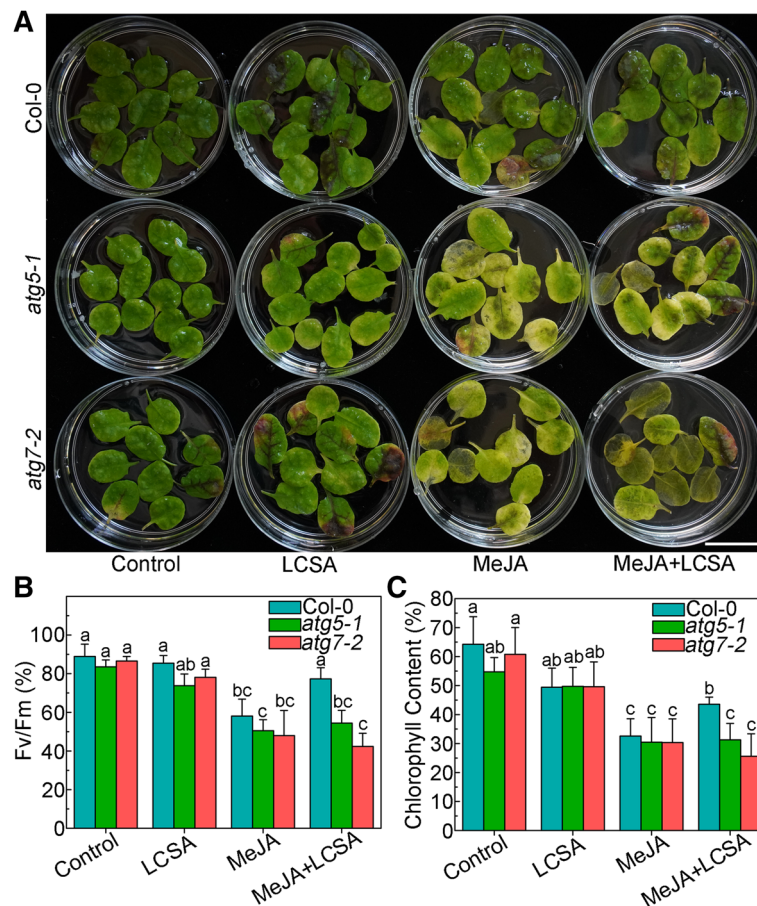 A
Col-0
atg5-1
atg7-2
Control LCSA MeJA MeJA+LCSA
B
Fv/Fm (%)
100
80
60
40
20
0
Col-0
atg5-1
atg7-2
a a a
a ab a
bc c bc
a bc c
Control LCSA MeJA MeJA+LCSA
C
Chlorophyll Content (%)
80
70
60
50
40
30
20
10
0
Col-0
atg5-1
atg7-2
a ab a
ab ab ab
c c c
b c c
Control LCSA MeJA MeJA+LCSA